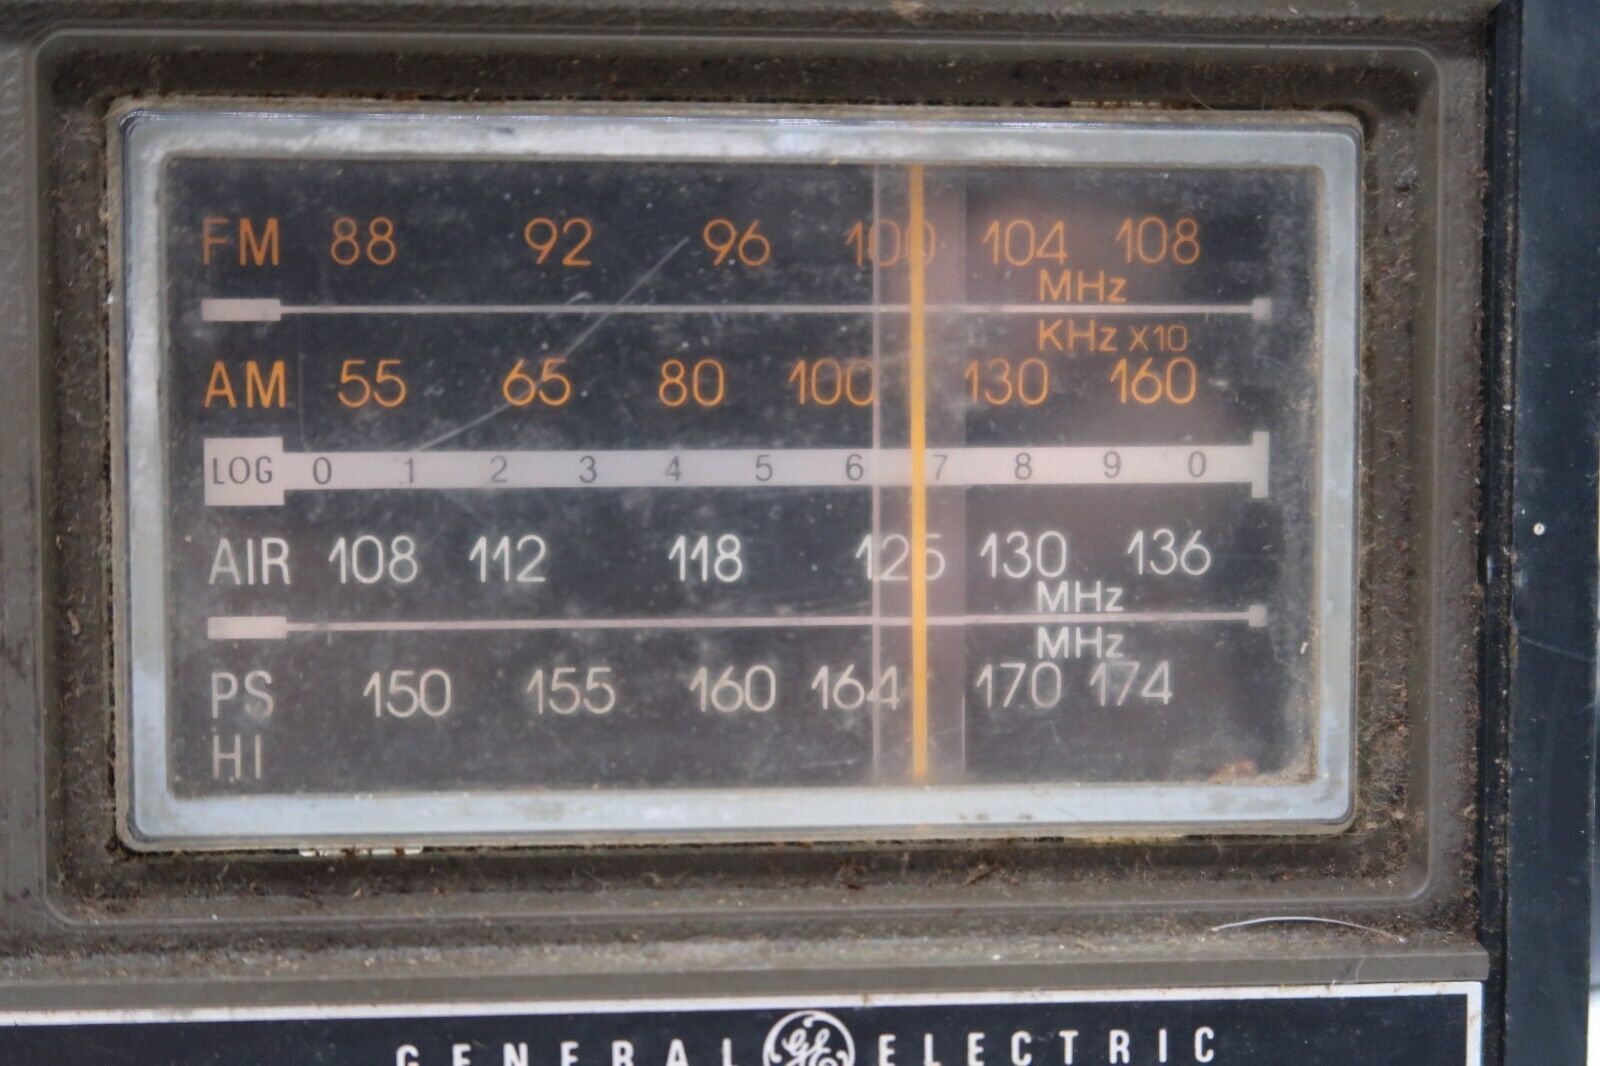 FM 88 92 96 100 104 108
MHz
KHz x10
AM 55 65 80 100 130 160
LOG 0 1 2 3 4 5 6 7 8 9 0
AIR 108 112 118 125 130 136
MHz
MHz
PS 150 155 160 164 170 174
HI
GENERAL GE ELECTRIC